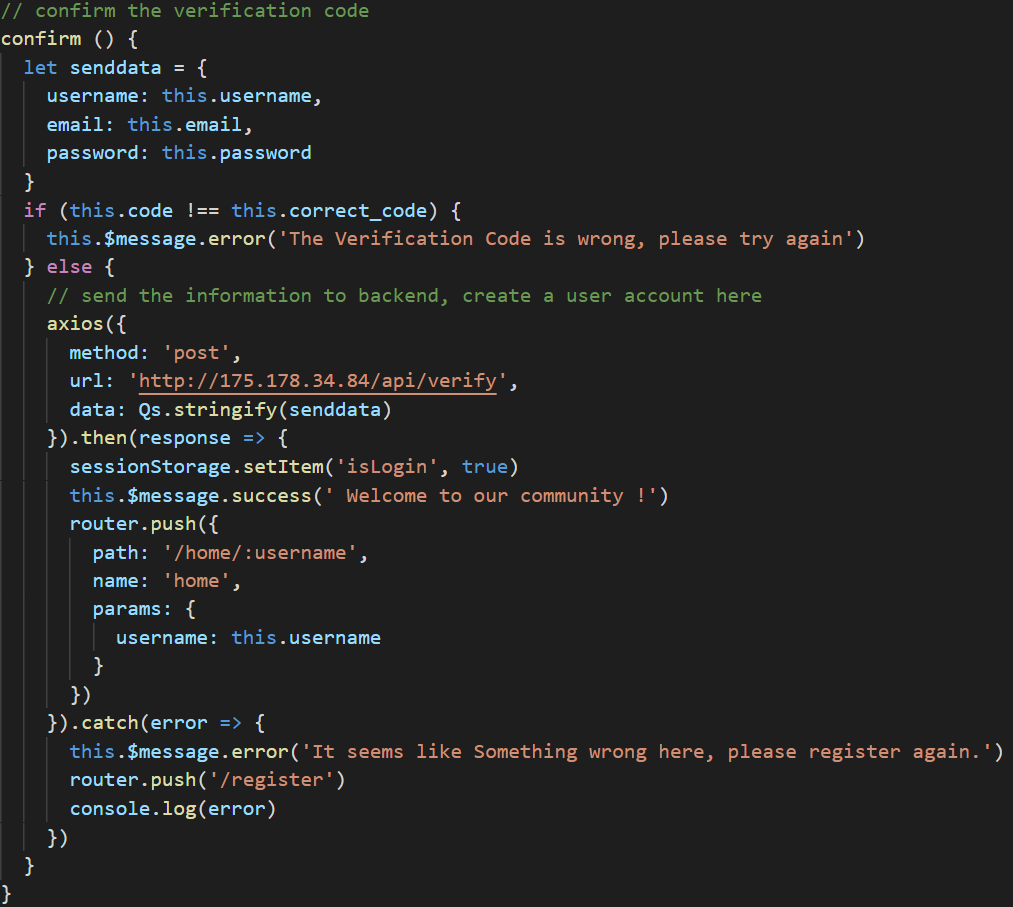 // confirm the verification code
confirm () {
  let senddata = {
    username: this.username,
    email: this.email,
    password: this.password
  }
  if (this.code !== this.correct_code) {
    this.$message.error('The Verification Code is wrong, please try again')
  } else {
    // send the information to backend, create a user account here
    axios({
      method: 'post',
      url: 'http://175.178.34.84/api/verify',
      data: Qs.stringify(senddata)
    }).then(response => {
      sessionStorage.setItem('isLogin', true)
      this.$message.success(' Welcome to our community !')
      router.push({
        path: '/home/:username',
        name: 'home',
        params: {
          username: this.username
        }
      })
    }).catch(error => {
      this.$message.error('It seems like Something wrong here, please register again.')
      router.push('/register')
      console.log(error)
    })
  }
}